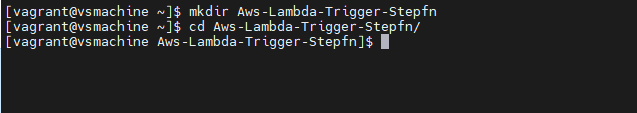 [vagrant@vsmachine ~]$ mkdir Aws-Lambda-Trigger-Stepfn
[vagrant@vsmachine ~]$ cd Aws-Lambda-Trigger-Stepfn/
[vagrant@vsmachine Aws-Lambda-Trigger-Stepfn]$